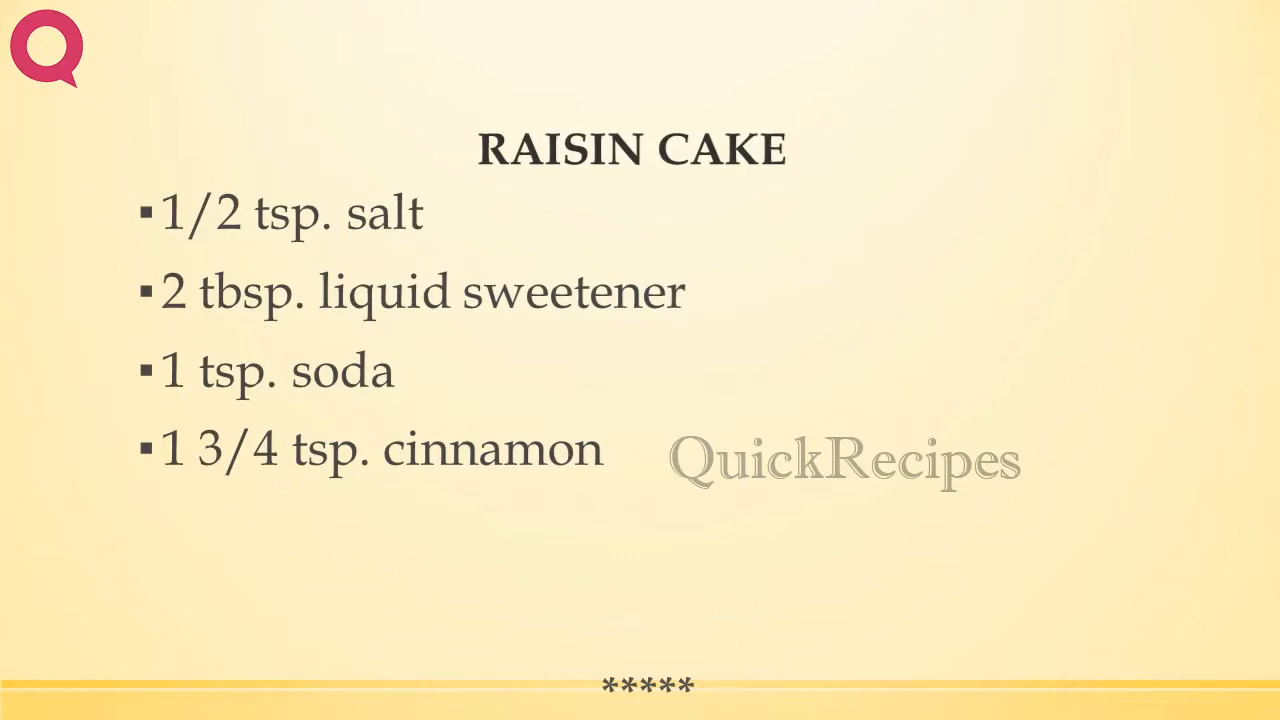 RAISIN CAKE
▪1/2 tsp. salt
▪2 tbsp. liquid sweetener
▪1 tsp. soda
▪1 3/4 tsp. cinnamon
QuickRecipes
*****